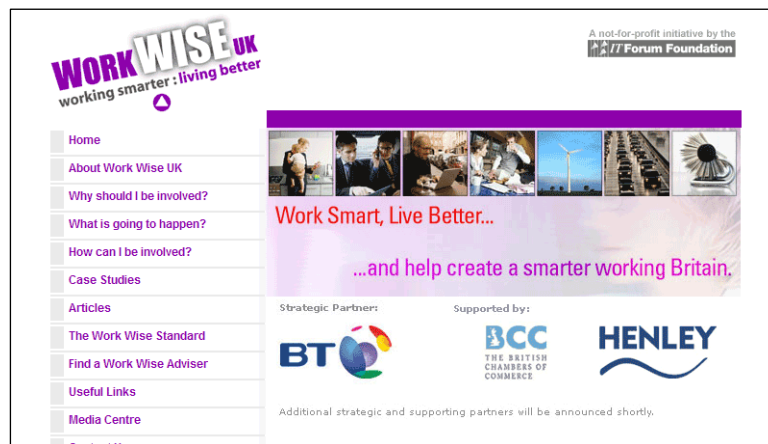 WORKWISE UK
working smarter : living better
A not-for-profit initiative by the
ITForum Foundation
Home
About Work Wise UK
Why should I be involved?
What is going to happen?
How can I be involved?
Case Studies
Articles
The Work Wise Standard
Find a Work Wise Adviser
Useful Links
Media Centre
Work Smart, Live Better...
...and help create a smarter working Britain.
Strategic Partner:
Supported by:
BT
BCC
THE BRITISH
CHAMBERS OF
COMMERCE
HENLEY
Additional strategic and supporting partners will be announced shortly.